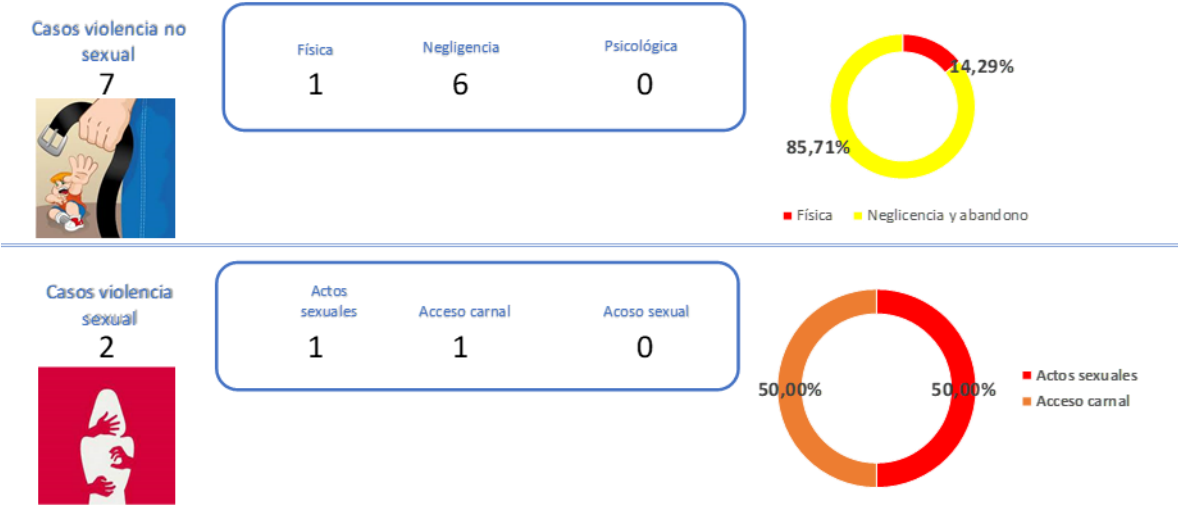 Casos violencia no
sexual
7
Física
Negligencia
Psicológica
1
6
0
14,29%
85,71%
Física
Neglicencia y abandono
Casos violencia
sexual
2
Actos
sexuales
Acceso carnal
Acoso sexual
1
1
0
50,00%
50,00%
Actos sexuales
Acceso carnal